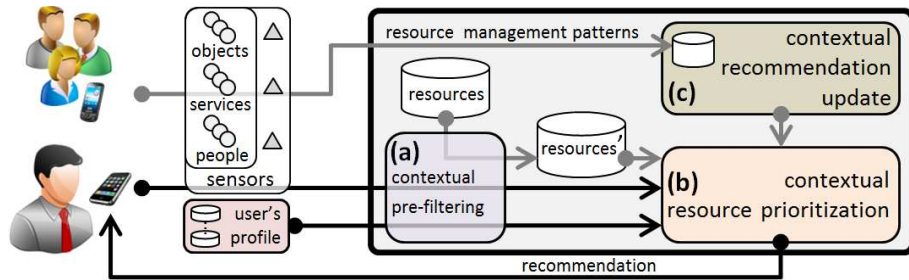 objects
services
people
sensors
user's
profile
resource management patterns
resources
resources'
(a)
contextual
pre-filtering
(c)
contextual
recommendation
update
(b)
contextual
resource prioritization
recommendation